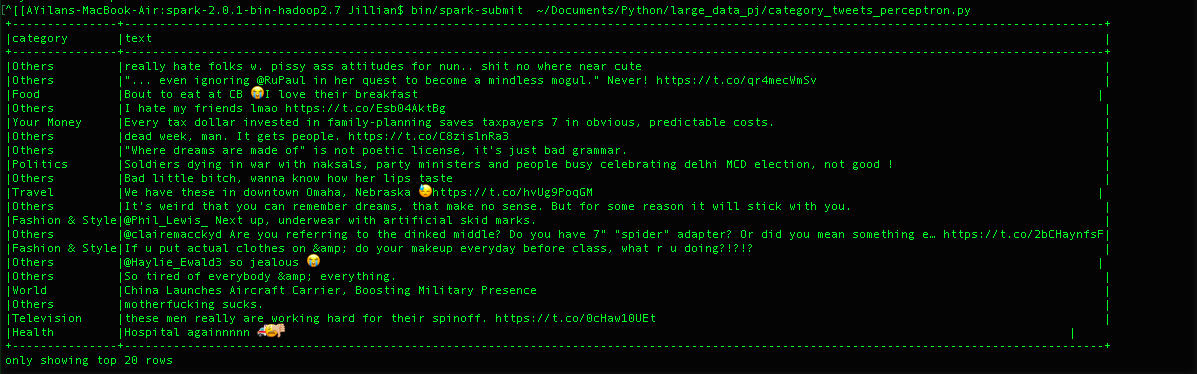 ^[[AYilans-MacBook-Air:spark-2.0.1-bin-hadoop2.7 Jillian$ bin/spark-submit  ~/Documents/Python/large_data_pj/category_tweets_perceptron.py
|category |text |
|Others |really hate folks w. pissy ass attitudes for nun.. shit no where near cute |
|Others |"... even ignoring @RuPaul in her quest to become a mindless mogul." Never! https://t.co/qr4mecWmSv |
|Food |Bout to eat at CB 😭I love their breakfast |
|Others |I hate my friends lmao https://t.co/Esb04AktBg |
|Your Money |Every tax dollar invested in family-planning saves taxpayers 7 in obvious, predictable costs. |
|Others |dead week, man. It gets people. https://t.co/C8zislnRa3 |
|Others |"Where dreams are made of" is not poetic license, it's just bad grammar. |
|Politics |Soldiers dying in war with naksals, party ministers and people busy celebrating delhi MCD election, not good ! |
|Others |Bad little bitch, wanna know how her lips taste |
|Travel |We have these in downtown Omaha, Nebraska 😓https://t.co/hvUg9PoqGM |
|Others |It's weird that you can remember dreams, that make no sense. But for some reason it will stick with you. |
|Fashion & Style|@Phil_Lewis_ Next up, underwear with artificial skid marks. |
|Others |@clairemacckyd Are you referring to the dinked middle? Do you have 7" "spider" adapter? Or did you mean something e… https://t.co/2bCHaynfsF|
|Fashion & Style|If u put actual clothes on &amp; do your makeup everyday before class, what r u doing?!?!? |
|Others |@Haylie_Ewald3 so jealous 😭 |
|Others |So tired of everybody &amp; everything. |
|World |China Launches Aircraft Carrier, Boosting Military Presence |
|Others |motherfucking sucks. |
|Television |these men really are working hard for their spinoff. https://t.co/0cHaw10UEt |
|Health |Hospital againnnnn |
only showing top 20 rows